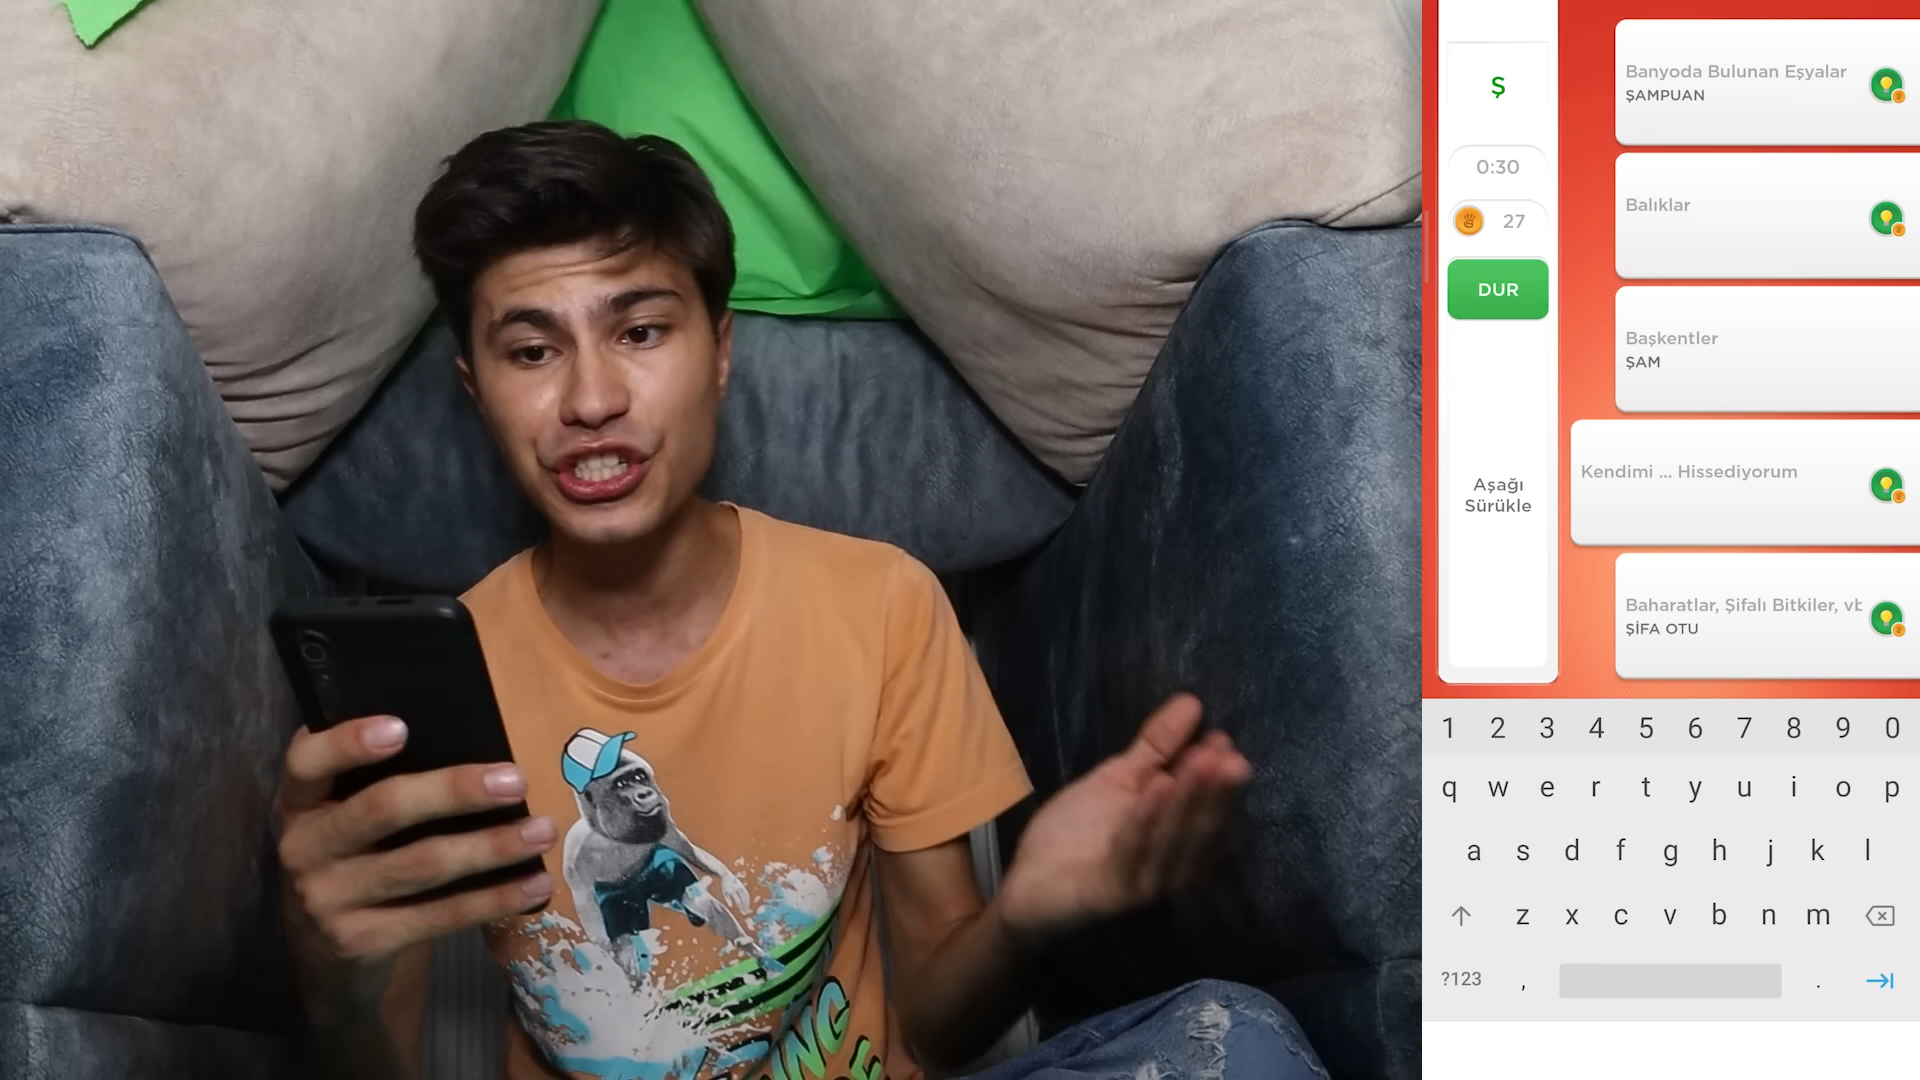 Ş
0:30
27
DUR
Aşağı
Sürükle
Banyoda Bulunan Eşyalar
ŞAMPUAN
Balıklar
Başkentler
ŞAM
Kendimi ... Hissediyorum
Baharatlar, Şifalı Bitkiler, vb
ŞİFA OTU
1 2 3 4 5 6 7 8 9 0
q w e r t y u i o p
a s d f g h j k l
z x c v b n m
?123 , .